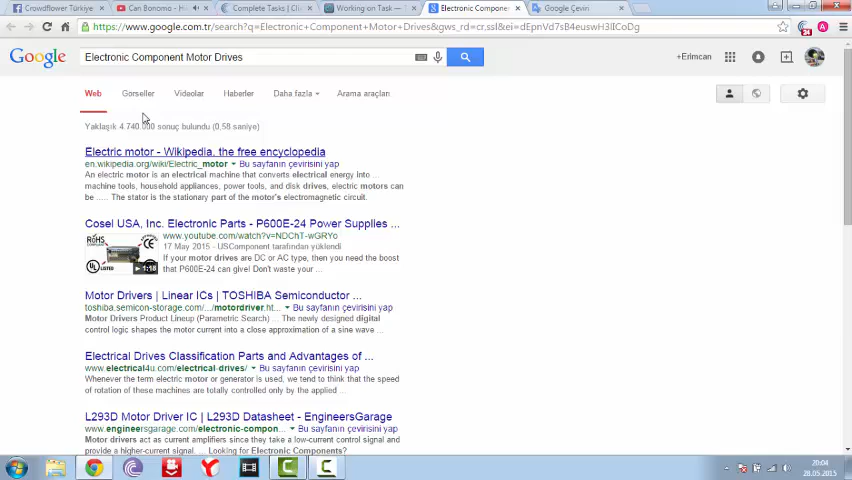 Crowdflower Türkiye
Can Bonomo - Hik
Complete Tasks | Clie
Working on Task —
Electronic Component
Google Çeviri
https://www.google.com.tr/search?q=Electronic+Component+Motor+Drives&gws_rd=cr,ssl&ei=dEpnVd7sB4euswH3IICoDg
Google
Electronic Component Motor Drives
+Erimcan
Web
Görseller
Videolar
Haberler
Daha fazla
Arama araçları
Yaklaşık 4.740.000 sonuç bulundu (0,58 saniye)
Electric motor - Wikipedia, the free encyclopedia
en.wikipedia.org/wiki/Electric_motor ▾ Bu sayfanın çevirisini yap
An electric motor is an electrical machine that converts electrical energy into ...
machine tools, household appliances, power tools, and disk drives, electric motors can
be ..... The stator is the stationary part of the motor's electromagnetic circuit.
Cosel USA, Inc. Electronic Parts - P600E-24 Power Supplies ...
RoHS
1:18
www.youtube.com/watch?v=NDChT-wGRYo
17 May 2015 - USComponent tarafından yüklendi
If your motor drives are DC or AC type, then you need the boost
that P600E-24 can give! Don't waste your ...
Motor Drivers | Linear ICs | TOSHIBA Semiconductor ...
toshiba.semicon-storage.com/.../motordriver.ht... ▾ Bu sayfanın çevirisini yap
Motor Drivers Product Lineup (Parametric Search) ... The newly designed digital
control logic shapes the motor current into a close approximation of a sine wave ...
Electrical Drives Classification Parts and Advantages of ...
www.electrical4u.com/electrical-drives/ ▾ Bu sayfanın çevirisini yap
Whenever the term electric motor or generator is used, we tend to think that the speed
of rotation of these machines are totally controlled only by the applied ...
L293D Motor Driver IC | L293D Datasheet - EngineersGarage
www.engineersgarage.com/electronic-compon... ▾ Bu sayfanın çevirisini yap
Motor drivers act as current amplifiers since they take a low-current control signal and
provide a higher-current signal. ... Looking for Electronic Components?
20:04
28.05.2015